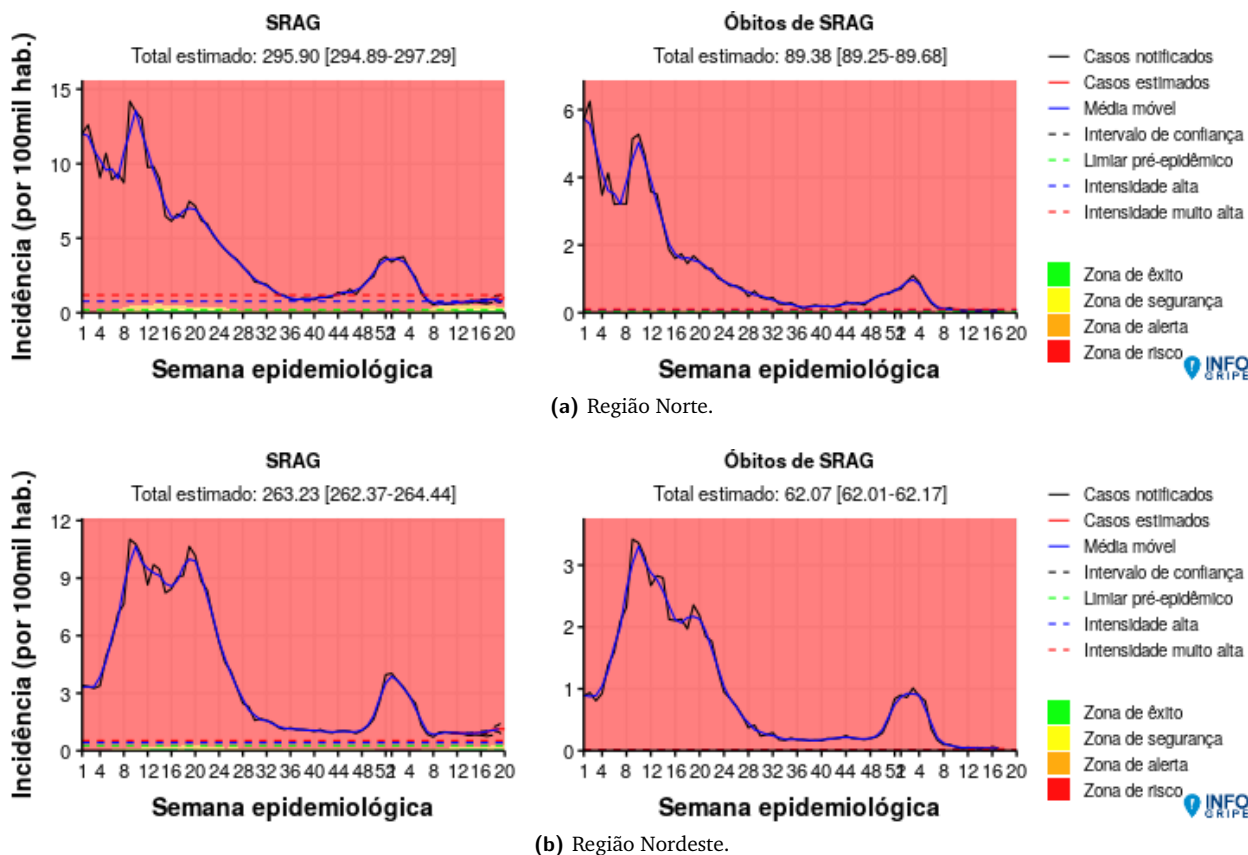 SRAG
Total estimado: 295.90 [294.89-297.29]
Óbitos de SRAG
Total estimado: 89.38 [89.25-89.68]
Incidência (por 100mil hab.)
15
10
5
0
1 4 8 12 16 20 24 28 32 36 40 44 48 52 1 4 8 12 16 20
Semana epidemiológica
6
4
2
0
1 4 8 12 16 20 24 28 32 36 40 44 48 52 1 4 8 12 16 20
Semana epidemiológica
Casos notificados
Casos estimados
Média móvel
Intervalo de confiança
Limiar pré-epidêmico
Intensidade alta
Intensidade muito alta
Zona de êxito
Zona de segurança
Zona de alerta
Zona de risco
INFO
GRIPE
(a) Região Norte.
SRAG
Total estimado: 263.23 [262.37-264.44]
Óbitos de SRAG
Total estimado: 62.07 [62.01-62.17]
Incidência (por 100mil hab.)
12
9
6
3
0
1 4 8 12 16 20 24 28 32 36 40 44 48 52 1 4 8 12 16 20
Semana epidemiológica
3
2
1
0
1 4 8 12 16 20 24 28 32 36 40 44 48 52 1 4 8 12 16 20
Semana epidemiológica
Casos notificados
Casos estimados
Média móvel
Intervalo de confiança
Limiar pré-epidêmico
Intensidade alta
Intensidade muito alta
Zona de êxito
Zona de segurança
Zona de alerta
Zona de risco
INFO
GRIPE
(b) Região Nordeste.